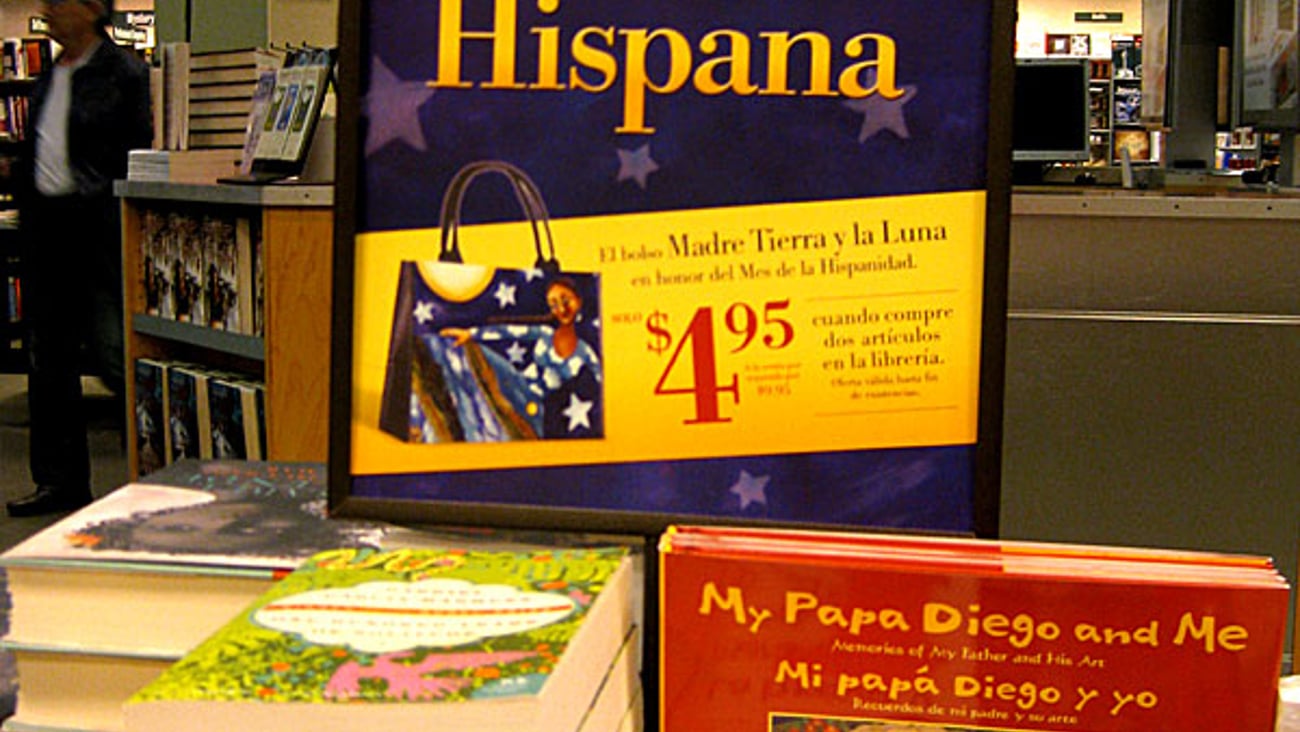 Mystery
Hispana
El bolso Madre Tierra y la Luna
en honor del Mes de la Hispanidad.
SOLO $4 95
cuando compre
dos artículos
en la librería.
Oferta válida hasta fin
de existencias.
My Papa Diego and Me
Memories of My Father and His Art
Mi papá Diego y yo
Recuerdos de mi padre y su arte